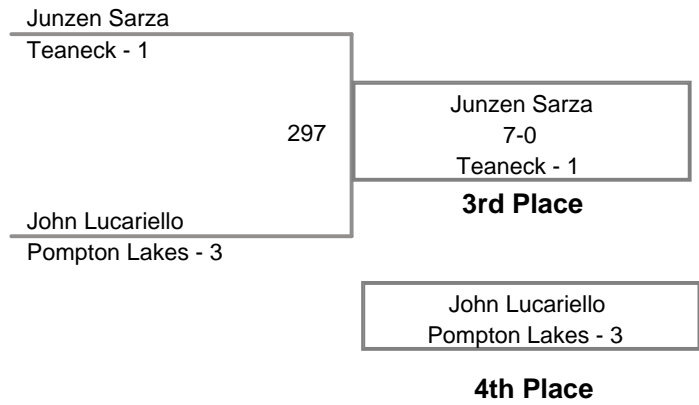 Junzen Sarza
Teaneck - 1
297
Junzen Sarza
7-0
Teaneck - 1
3rd Place
John Lucariello
Pompton Lakes - 3
John Lucariello
Pompton Lakes - 3
4th Place